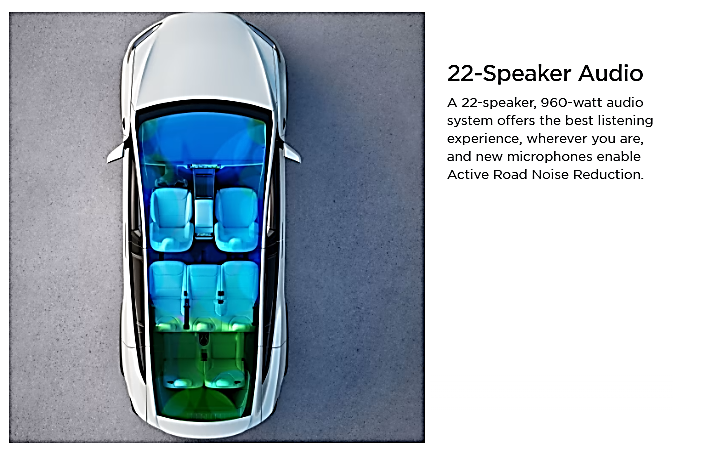 22-Speaker Audio
A 22-speaker, 960-watt audio
system offers the best listening
experience, wherever you are,
and new microphones enable
Active Road Noise Reduction.